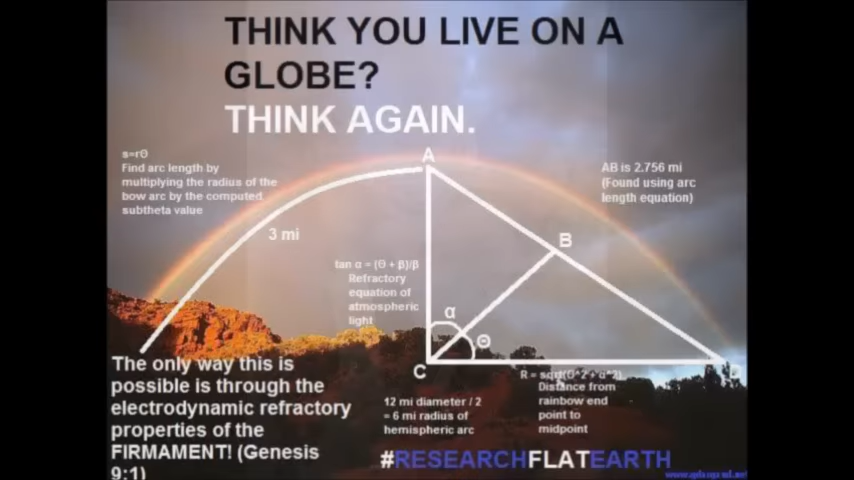 THINK YOU LIVE ON A
GLOBE?
THINK AGAIN.
s=rΘ
Find arc length by
multiplying the radius of the
bow arc by the computed
subtheta value
A
AB is 2.756 mi
(Found using arc
length equation)
3 mi
B
tan α = (Θ + β)/β
Refractory
equation of
atmospheric
light
α
Θ
C
D
The only way this is
possible is through the
electrodynamic refractory
properties of the
FIRMAMENT! (Genesis
9:1)
12 mi diameter / 2
= 6 mi radius of
hemispheric arc
R = sqrt(Θ^2 + α^2)
Distance from
rainbow end
point to
midpoint
#RESEARCHFLATEARTH